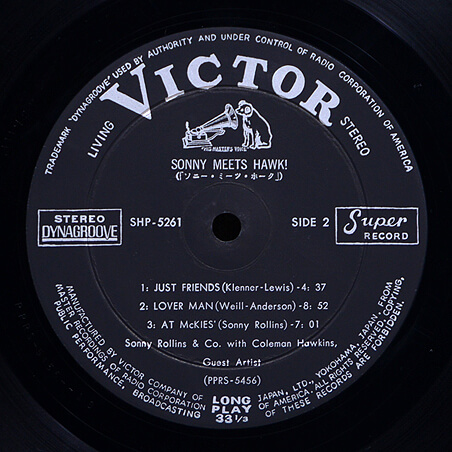 TRADEMARK "DYNAGROOVE" USED BY AUTHORITY AND UNDER CONTROL OF RADIO CORPORATION OF AMERICA
LIVING VICTOR STEREO
"HIS MASTER'S VOICE"
SONNY MEETS HAWK!
(『ソニー・ミーツ・ホーク』)
STEREO
DYNAGROOVE
SHP-5261
SIDE 2
Super
RECORD
1: JUST FRIENDS (Klenner-Lewis) - 4: 37
2: LOVER MAN (Weill-Anderson) - 8: 52
3: AT McKIES' (Sonny Rollins) - 7: 01
Sonny Rollins & Co. with Coleman Hawkins,
Guest Artist
(PPRS-5456)
LONG
PLAY
33 1/3
MANUFACTURED BY VICTOR COMPANY OF JAPAN, LTD., YOKOHAMA, JAPAN, FROM
MASTER RECORDINGS OF RADIO CORPORATION OF AMERICA. COPYING,
PUBLIC PERFORMANCE, BROADCASTING OF THESE RECORDS ARE FORBIDDEN.